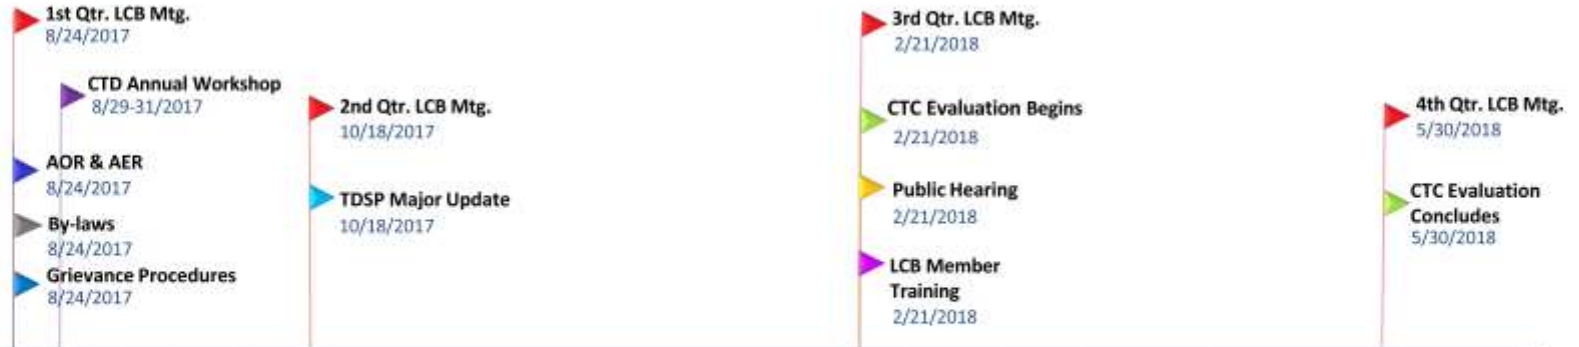 1st Qtr. LCB Mtg.
8/24/2017
CTD Annual Workshop
8/29-31/2017
AOR & AER
8/24/2017
By-laws
8/24/2017
Grievance Procedures
8/24/2017
2nd Qtr. LCB Mtg.
10/18/2017
TDSP Major Update
10/18/2017
3rd Qtr. LCB Mtg.
2/21/2018
CTC Evaluation Begins
2/21/2018
Public Hearing
2/21/2018
LCB Member
Training
2/21/2018
4th Qtr. LCB Mtg.
5/30/2018
CTC Evaluation
Concludes
5/30/2018